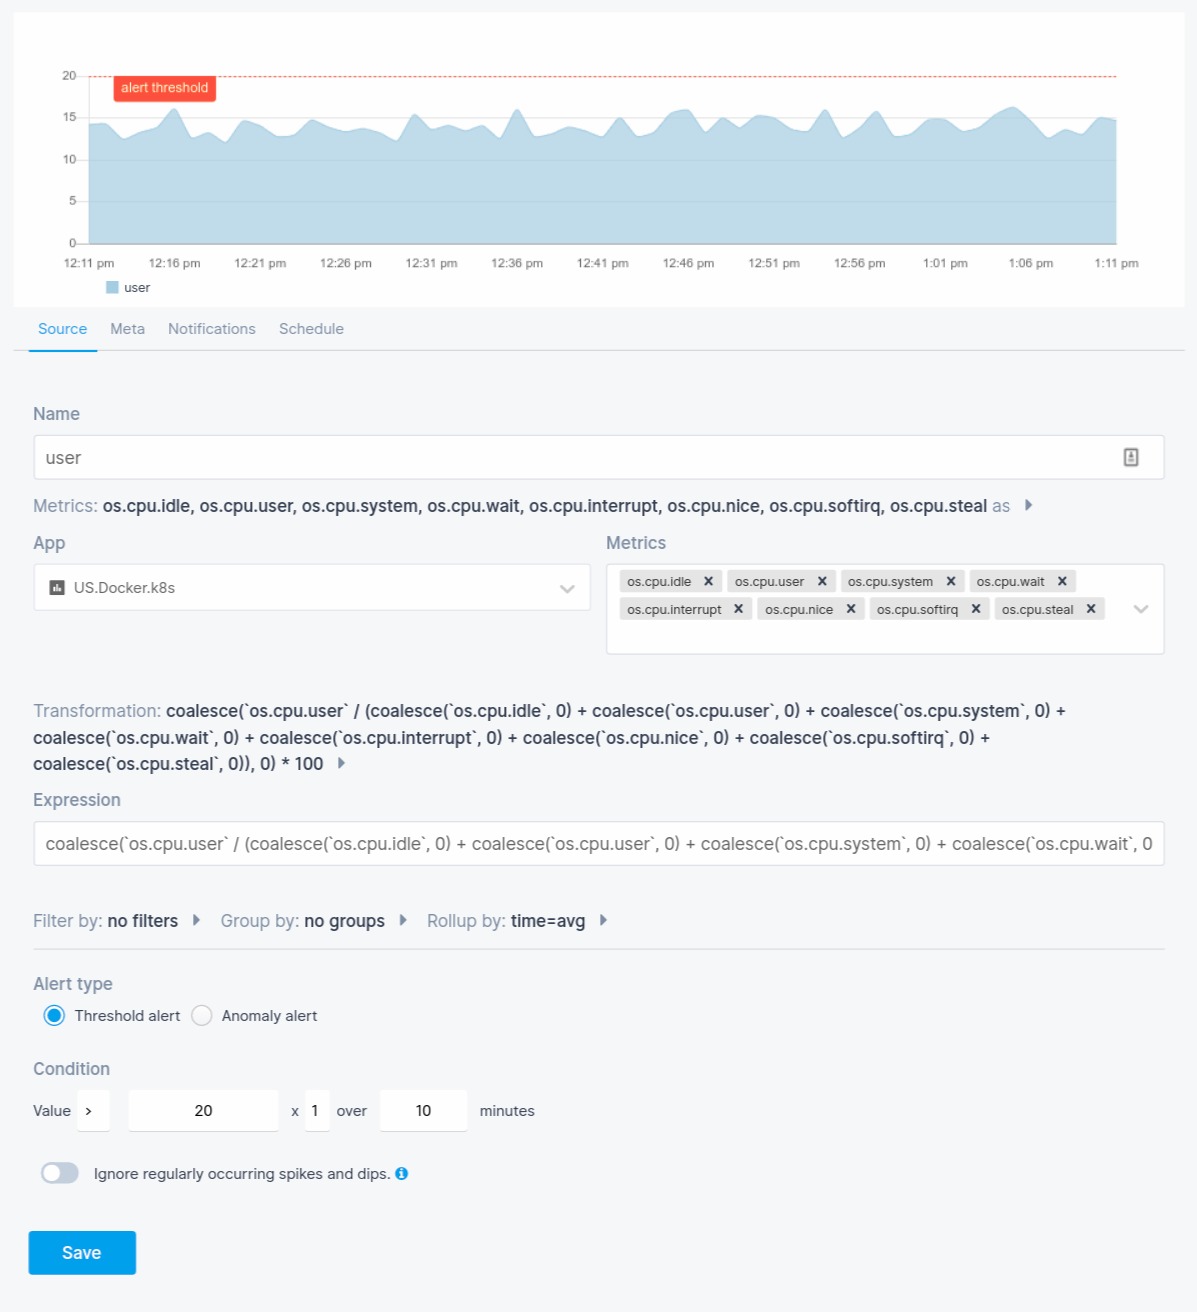 20
alert threshold
15
10
5
0
12:11 pm 12:16 pm 12:21 pm 12:26 pm 12:31 pm 12:36 pm 12:41 pm 12:46 pm 12:51 pm 12:56 pm 1:01 pm 1:06 pm 1:11 pm
user
Source Meta Notifications Schedule
Name
user
Metrics: os.cpu.idle, os.cpu.user, os.cpu.system, os.cpu.wait, os.cpu.interrupt, os.cpu.nice, os.cpu.softirq, os.cpu.steal as
App Metrics
US.Docker.k8s
os.cpu.idle os.cpu.user os.cpu.system os.cpu.wait
os.cpu.interrupt os.cpu.nice os.cpu.softirq os.cpu.steal
Transformation: coalesce(`os.cpu.user` / (coalesce(`os.cpu.idle`, 0) + coalesce(`os.cpu.user`, 0) + coalesce(`os.cpu.system`, 0) +
coalesce(`os.cpu.wait`, 0) + coalesce(`os.cpu.interrupt`, 0) + coalesce(`os.cpu.nice`, 0) + coalesce(`os.cpu.softirq`, 0) +
coalesce(`os.cpu.steal`, 0)), 0) * 100
Expression
coalesce(`os.cpu.user` / (coalesce(`os.cpu.idle`, 0) + coalesce(`os.cpu.user`, 0) + coalesce(`os.cpu.system`, 0) + coalesce(`os.cpu.wait`, 0
Filter by: no filters Group by: no groups Rollup by: time=avg
Alert type
Threshold alert Anomaly alert
Condition
Value > 20 x 1 over 10 minutes
Ignore regularly occurring spikes and dips.
Save